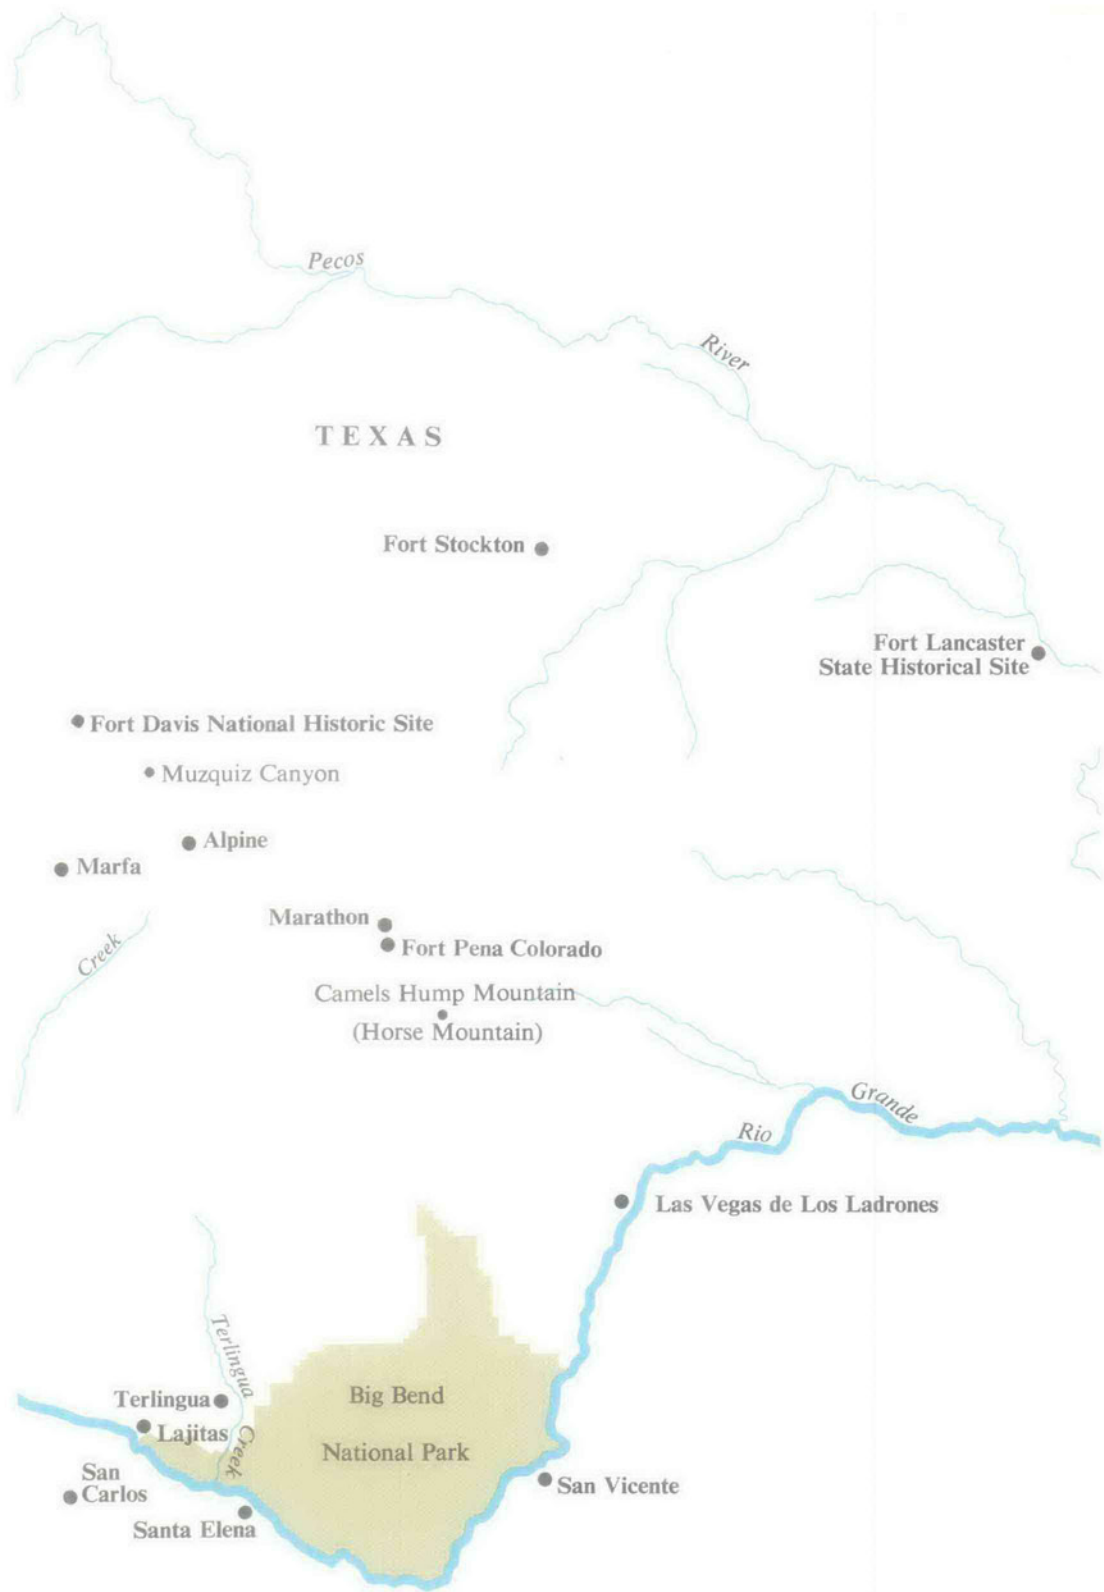 Pecos
River
TEXAS
Fort Stockton
Fort Lancaster
State Historical Site
Fort Davis National Historic Site
Muzquiz Canyon
Alpine
Marfa
Marathon
Creek
Fort Pena Colorado
Camels Hump Mountain
(Horse Mountain)
Grande
Rio
Las Vegas de Los Ladrones
Terlingua
Creek
Terlingua
Lajitas
Big Bend
National Park
San
Carlos
San Vicente
Santa Elena